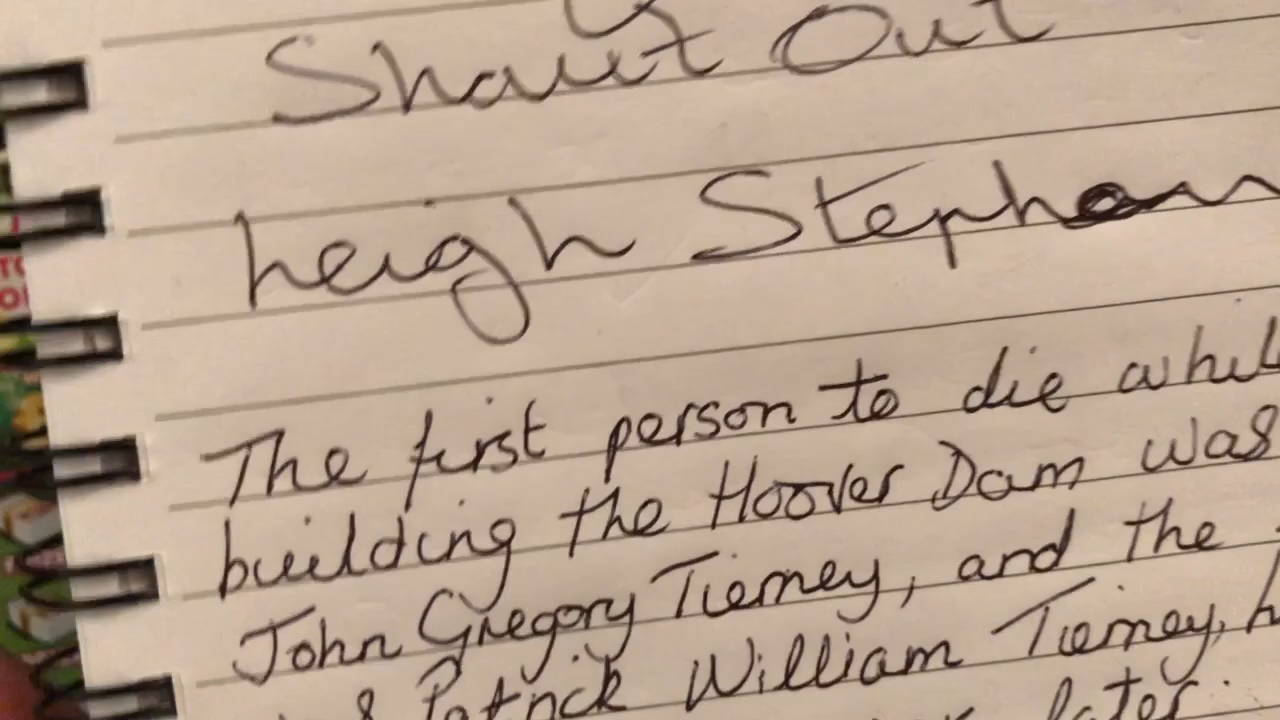 Shout Out
Leigh Stephen
The first person to die while
building the Hoover Dam was
John Gregory Tierney, and the
Patrick William Tierney, h
later.